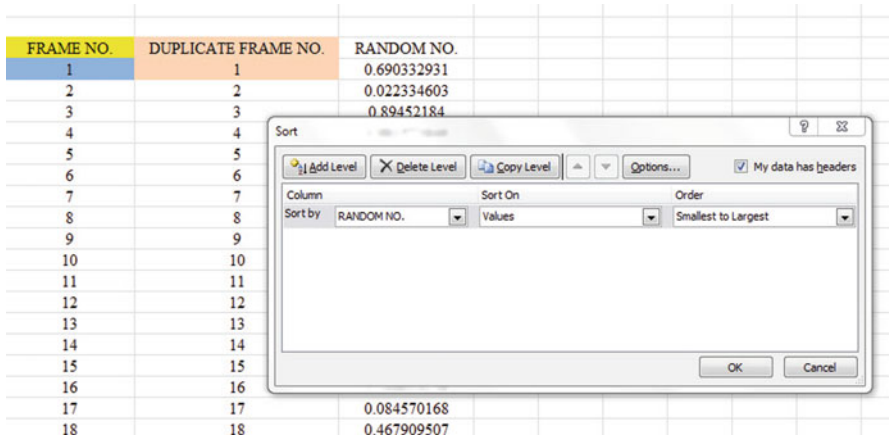 FRAME NO. DUPLICATE FRAME NO. RANDOM NO.
1 1 0.690332931
2 2 0.022334603
3 3 0.89452184
4 4
5 5
6 6
7 7
8 8
9 9
10 10
11 11
12 12
13 13
14 14
15 15
16 16
17 17 0.084570168
18 18 0.467909507
Sort
Add Level Delete Level Copy Level Options... My data has headers
Column Sort On Order
Sort by RANDOM NO. Values Smallest to Largest
OK Cancel